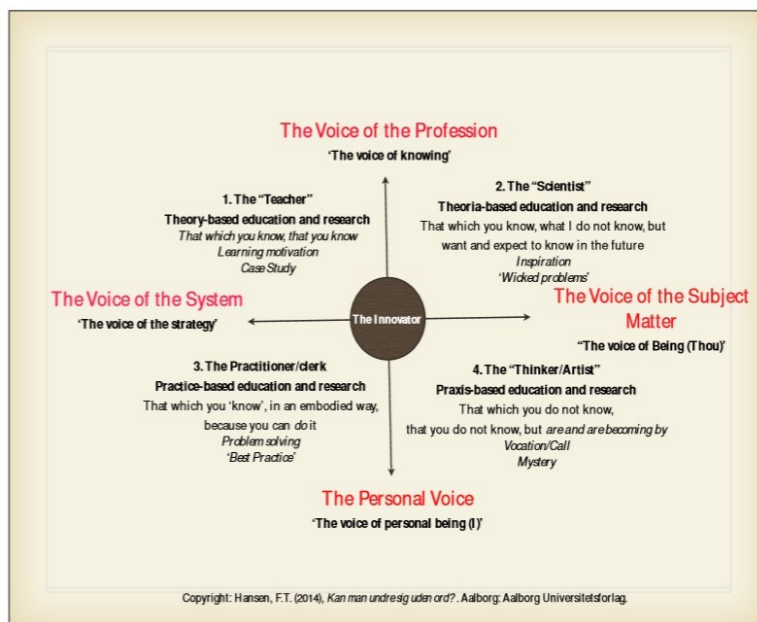 The Voice of the Profession
'The voice of knowing'
1. The "Teacher"
Theory-based education and research
That which you know, that you know
Learning motivation
Case Study
2. The "Scientist"
Theoria-based education and research
That which you know, what I do not know, but
want and expect to know in the future
Inspiration
'Wicked problems'
The Voice of the System
'The voice of the strategy'
The Innovator
The Voice of the Subject
Matter
"The voice of Being (Thou)'
3. The Practitioner/clerk
Practice-based education and research
That which you 'know', in an embodied way,
because you can do it
Problem solving
'Best Practice'
4. The "Thinker/Artist"
Praxis-based education and research
That which you do not know,
that you do not know, but are and are becoming by
Vocation/Call
Mystery
The Personal Voice
'The voice of personal being (I)'
Copyright: Hansen, F.T. (2014), Kan man undre sig uden ord?. Aalborg: Aalborg Universitetsforlag.